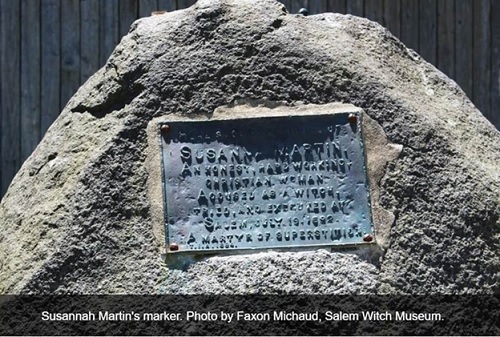 SUSANNA MARTIN.
AN HONEST, HARDWORKING,
CHRISTIAN WOMAN.
ACCUSED AS A WITCH,
TRIED AND EXECUTED AT
SALEM, JULY 19, 1692.
A MARTYR OF SUPERSTITION.
Susannah Martin's marker. Photo by Faxon Michaud, Salem Witch Museum.